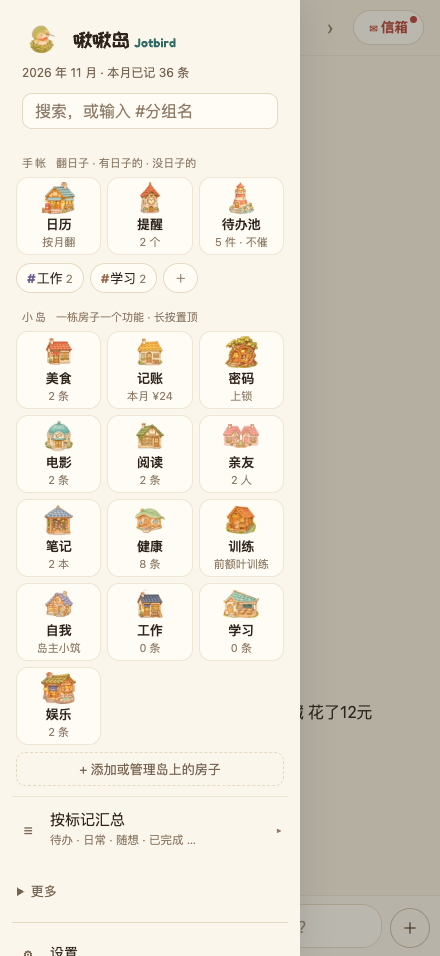 啾啾岛 Jotbird
› ✉ 信箱
2026 年 11 月 · 本月已记 36 条
搜索，或输入 #分组名
手帐 翻日子 · 有日子的 · 没日子的
日历 提醒 待办池
按月翻 2 个 5 件 · 不催
#工作 2 #学习 2 +
小岛 一栋房子一个功能 · 长按置顶
美食 记账 密码
2 条 本月 ¥24 上锁
电影 阅读 亲友
2 条 2 条 2 人
笔记 健康 训练
2 本 8 条 前额叶训练
自我 工作 学习
岛主小筑 0 条 0 条
花了12元
娱乐
2 条
+ 添加或管理岛上的房子
≡ 按标记汇总 ▸
待办 · 日常 · 随想 · 已完成 ...
▶ 更多
? +
⚙ 设置